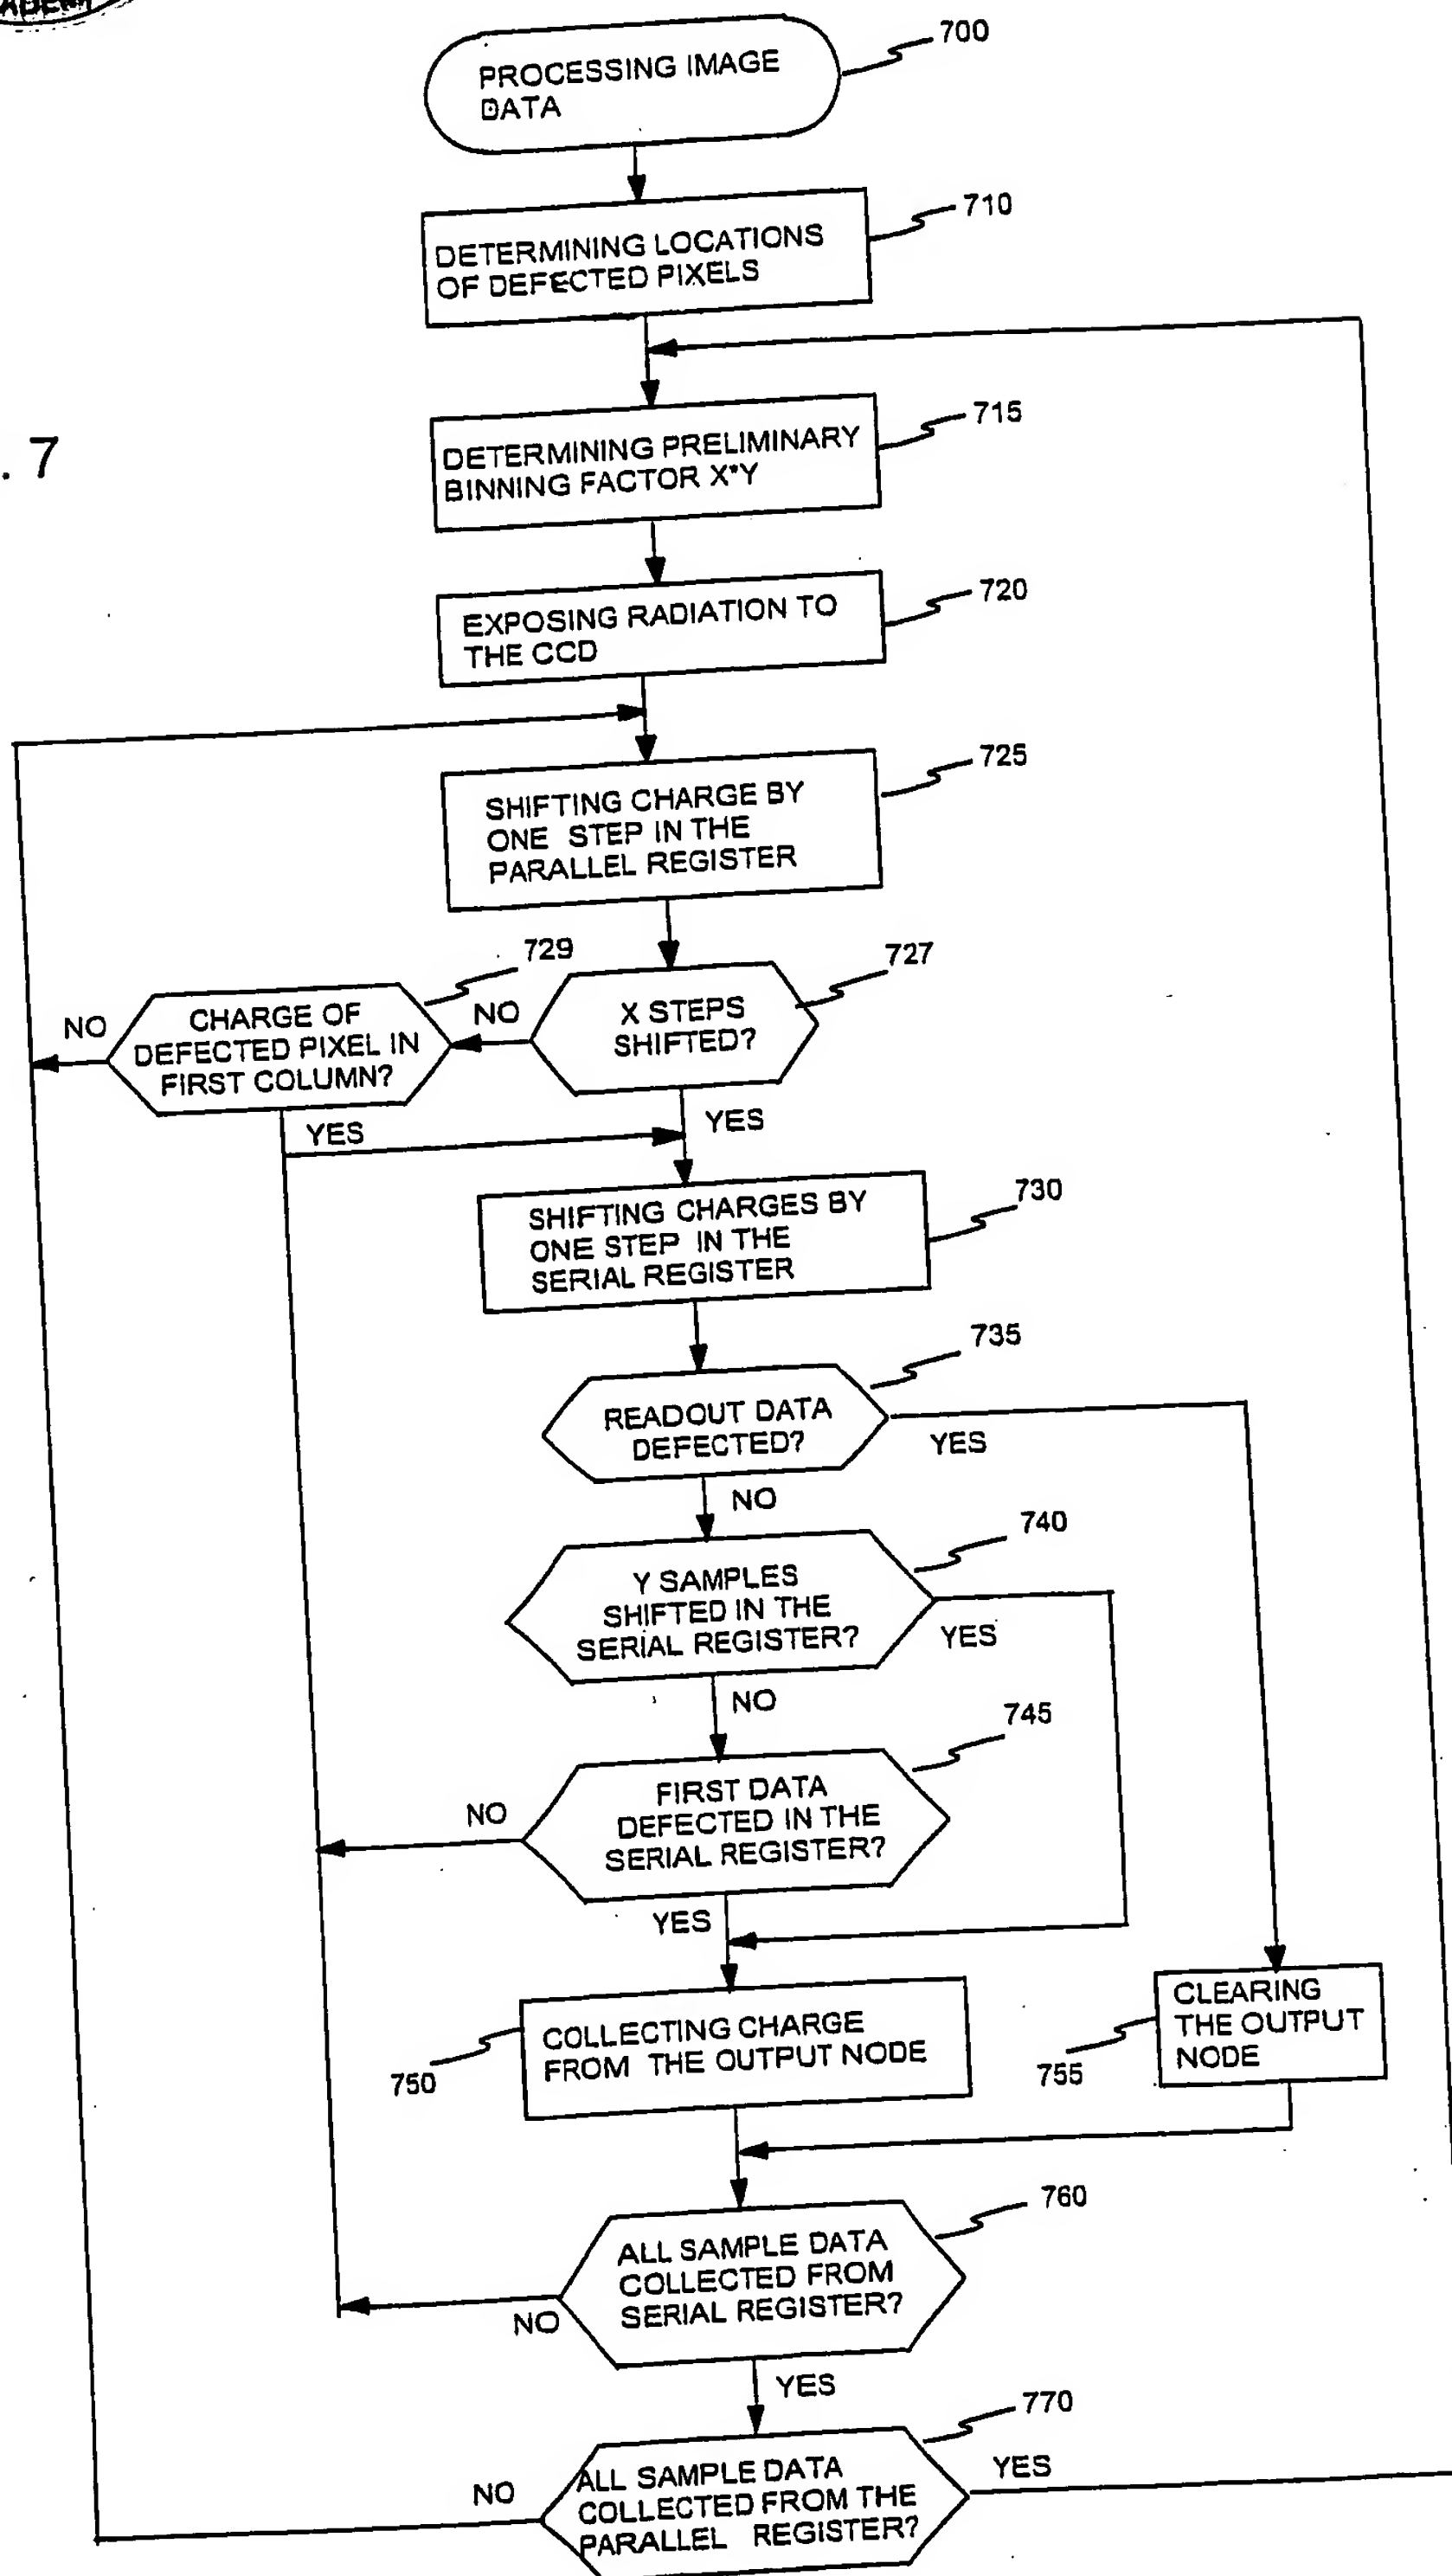 700
PROCESSING IMAGE
DATA
710
DETERMINING LOCATIONS
OF DEFECTED PIXELS
. 7
715
DETERMINING PRELIMINARY
BINNING FACTOR X*Y
720
EXPOSING RADIATION TO
THE CCD
725
SHIFTING CHARGE BY
ONE STEP IN THE
PARALLEL REGISTER
729
727
NO
CHARGE OF
DEFECTED PIXEL IN
FIRST COLUMN?
NO
X STEPS
SHIFTED?
YES
YES
730
SHIFTING CHARGES BY
ONE STEP IN THE
SERIAL REGISTER
735
READOUT DATA
DEFECTED?
YES
NO
740
Y SAMPLES
SHIFTED IN THE
SERIAL REGISTER?
YES
NO
745
FIRST DATA
DEFECTED IN THE
SERIAL REGISTER?
NO
YES
750
COLLECTING CHARGE
FROM THE OUTPUT NODE
755
CLEARING
THE OUTPUT
NODE
760
ALL SAMPLE DATA
COLLECTED FROM
SERIAL REGISTER?
NO
YES
770
ALL SAMPLE DATA
COLLECTED FROM THE
PARALLEL REGISTER?
NO
YES